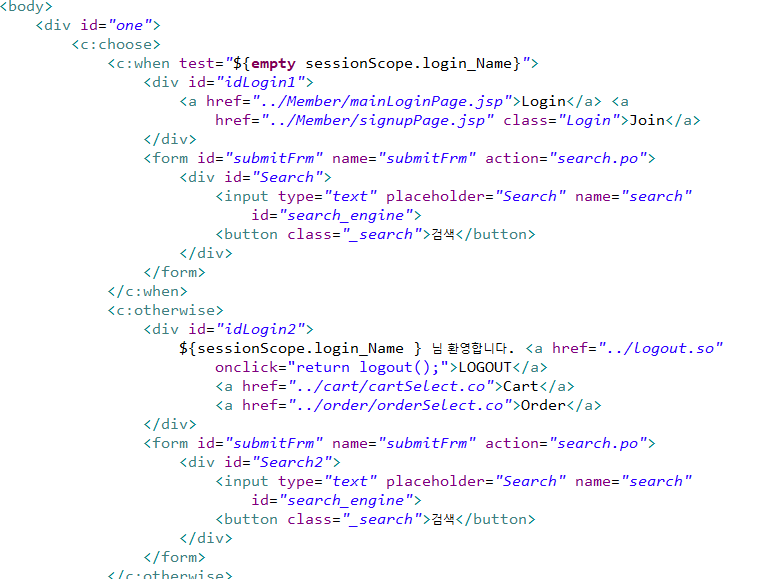 <body>
<div id="one">
<c:choose>
<c:when test="${empty sessionScope.login_Name}">
<div id="idLogin1">
<a href="../Member/mainLoginPage.jsp">Login</a> <a
href="../Member/signupPage.jsp" class="Login">Join</a>
</div>
<form id="submitFrm" name="submitFrm" action="search.po">
<div id="Search">
<input type="text" placeholder="Search" name="search"
id="search_engine">
<button class="_search">검색</button>
</div>
</form>
</c:when>
<c:otherwise>
<div id="idLogin2">
${sessionScope.login_Name } 님 환영합니다. <a href="../logout.so"
onclick="return logout();">LOGOUT</a>
<a href="../cart/cartSelect.co">Cart</a>
<a href="../order/orderSelect.co">Order</a>
</div>
<form id="submitFrm" name="submitFrm" action="search.po">
<div id="Search2">
<input type="text" placeholder="Search" name="search"
id="search_engine">
<button class="_search">검색</button>
</div>
</form>
</c:otherwise>